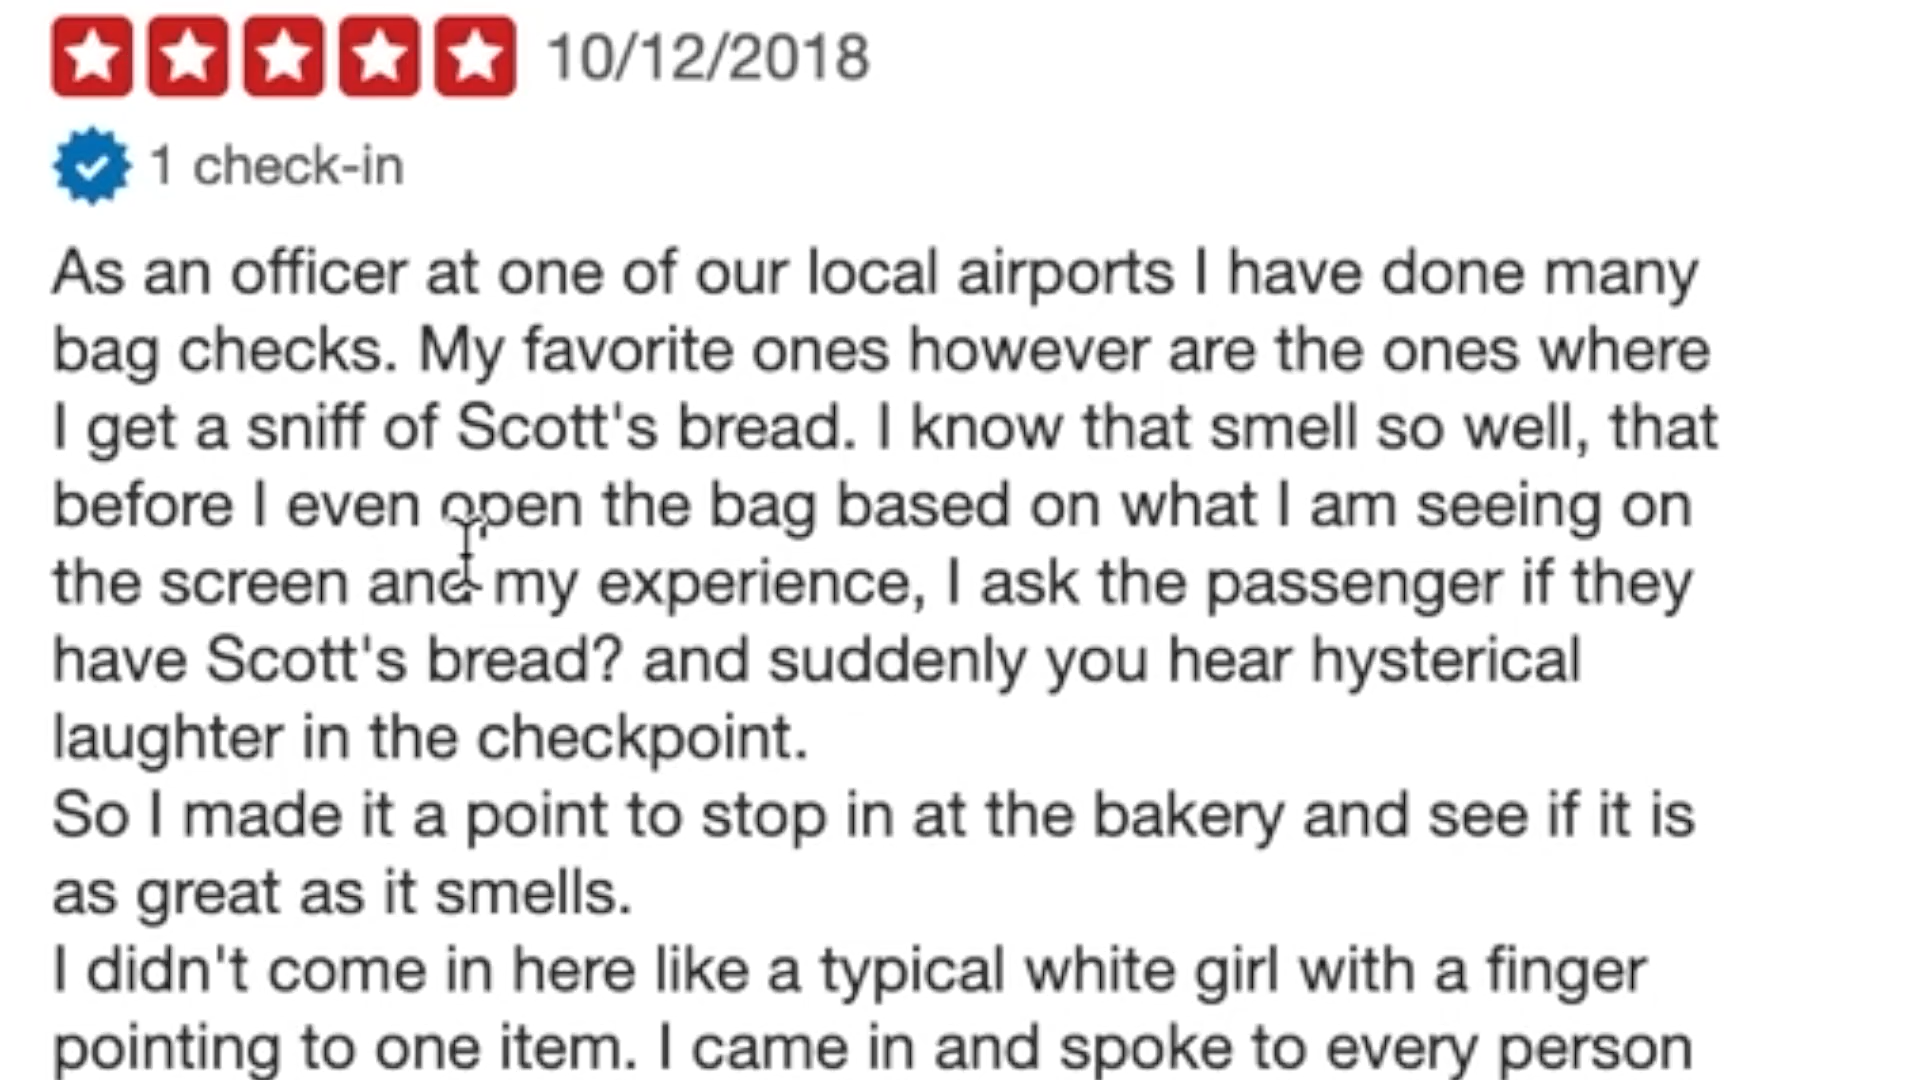 10/12/2018
1 check-in
As an officer at one of our local airports I have done many
bag checks. My favorite ones however are the ones where
I get a sniff of Scott's bread. I know that smell so well, that
before I even open the bag based on what I am seeing on
the screen and my experience, I ask the passenger if they
have Scott's bread? and suddenly you hear hysterical
laughter in the checkpoint.
So I made it a point to stop in at the bakery and see if it is
as great as it smells.
I didn't come in here like a typical white girl with a finger
pointing to one item. I came in and spoke to every person